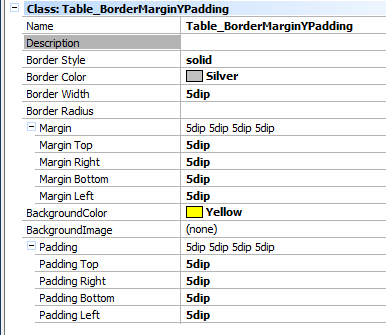 Class: Table_BorderMarginYPadding
Name Table_BorderMarginYPadding
Description
Border Style solid
Border Color Silver
Border Width 5dip
Border Radius
Margin 5dip 5dip 5dip 5dip
Margin Top 5dip
Margin Right 5dip
Margin Bottom 5dip
Margin Left 5dip
BackgroundColor Yellow
BackgroundImage (none)
Padding 5dip 5dip 5dip 5dip
Padding Top 5dip
Padding Right 5dip
Padding Bottom 5dip
Padding Left 5dip